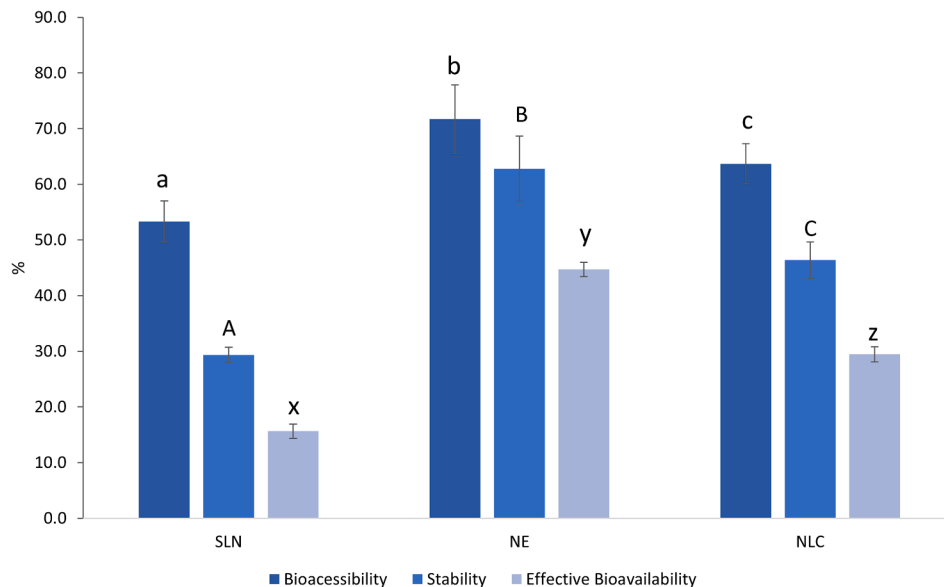 90.0
80.0
70.0
60.0
50.0
40.0
30.0
20.0
10.0
0.0
%
a
A
x
b
B
y
c
C
z
SLN NE NLC
Bioacessibility Stability Effective Bioavailability